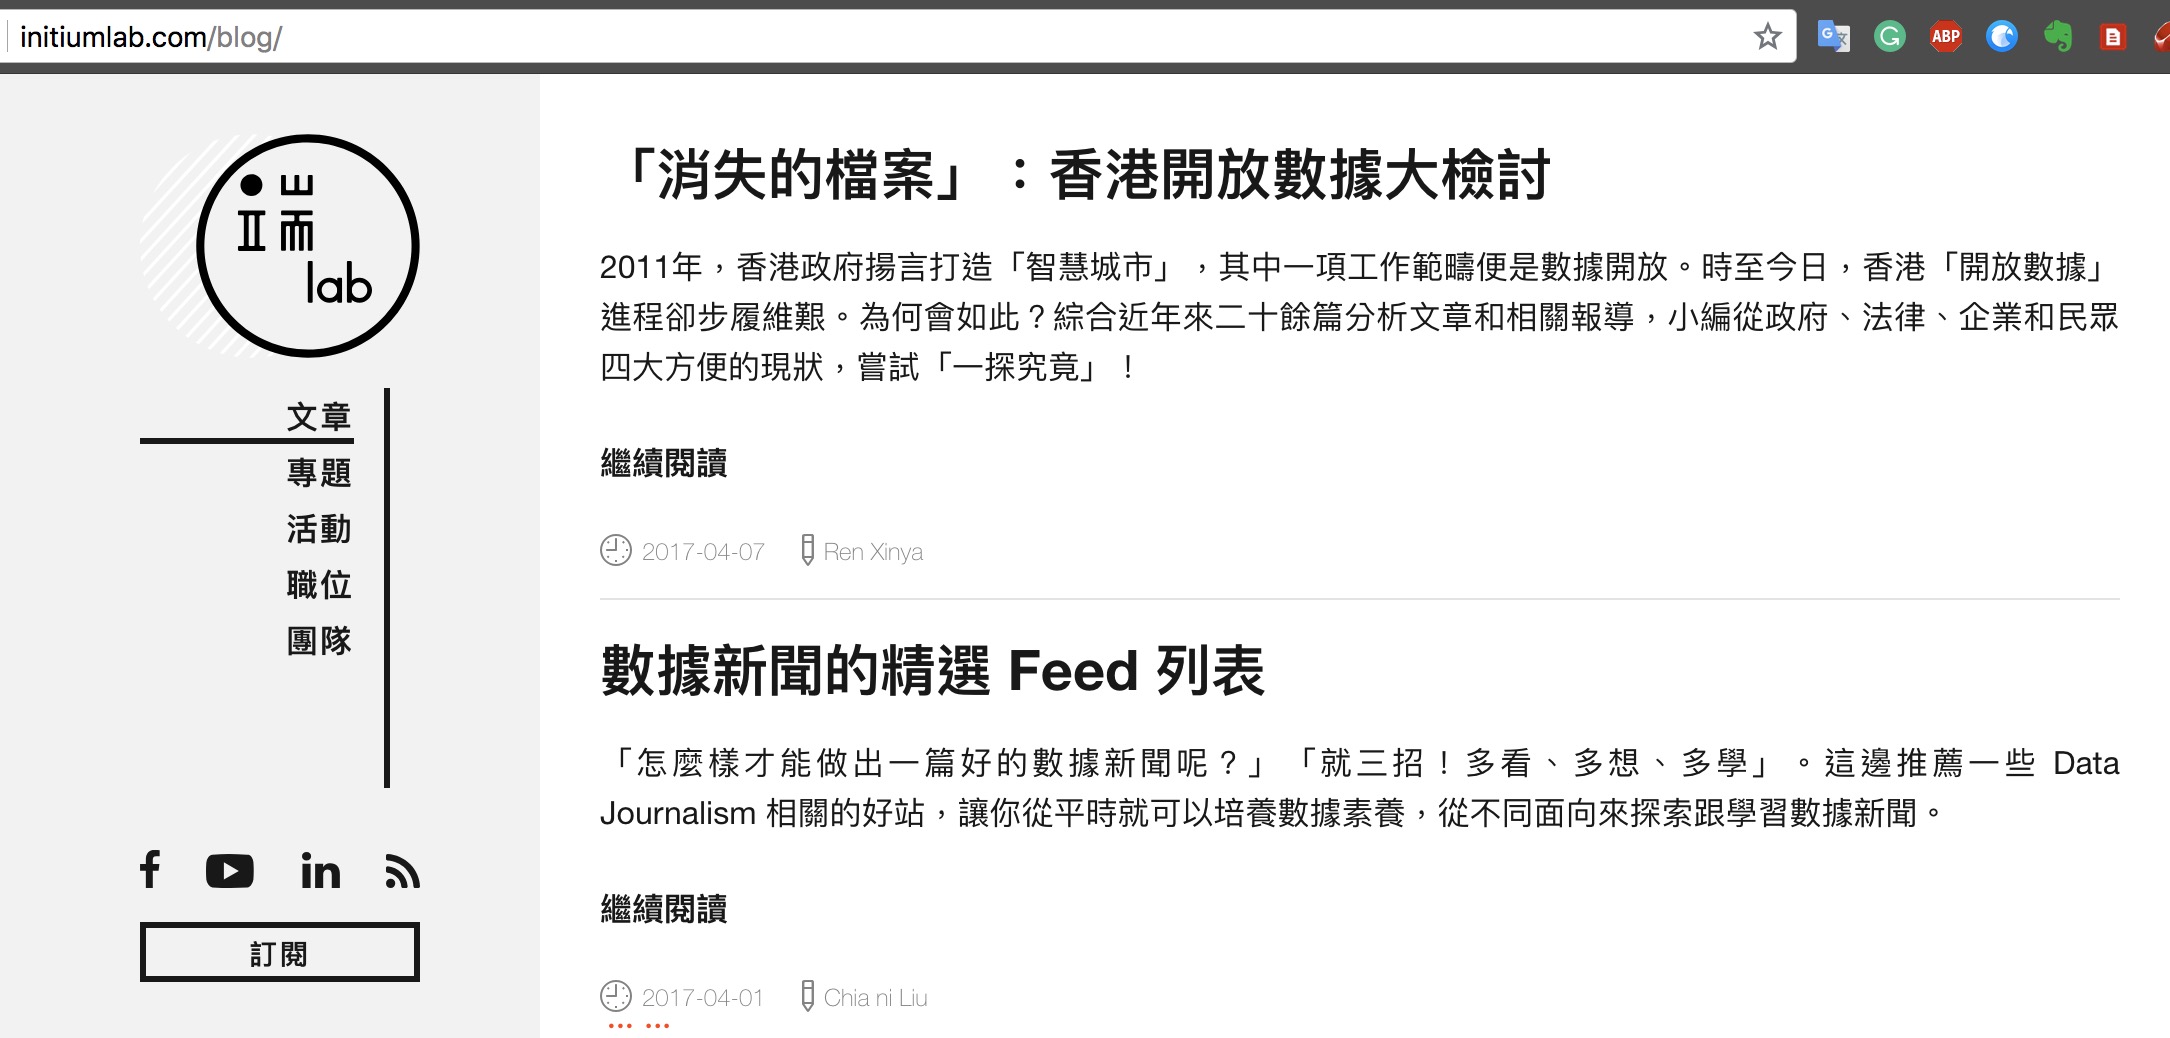 initiumlab.com/blog/
ABP
端
lab
文章
專題
活動
職位
團隊
訂閱
「消失的檔案」：香港開放數據大檢討
2011年，香港政府揚言打造「智慧城市」，其中一項工作範疇便是數據開放。時至今日，香港「開放數據」
進程卻步履維艱。為何會如此？綜合近年來二十餘篇分析文章和相關報導，小編從政府、法律、企業和民眾
四大方便的現狀，嘗試「一探究竟」！
繼續閱讀
2017-04-07 Ren Xinya
數據新聞的精選 Feed 列表
「怎麼樣才能做出一篇好的數據新聞呢？」「就三招！多看、多想、多學」。這邊推薦一些 Data
Journalism 相關的好站，讓你從平時就可以培養數據素養，從不同面向來探索跟學習數據新聞。
繼續閱讀
2017-04-01 Chia ni Liu